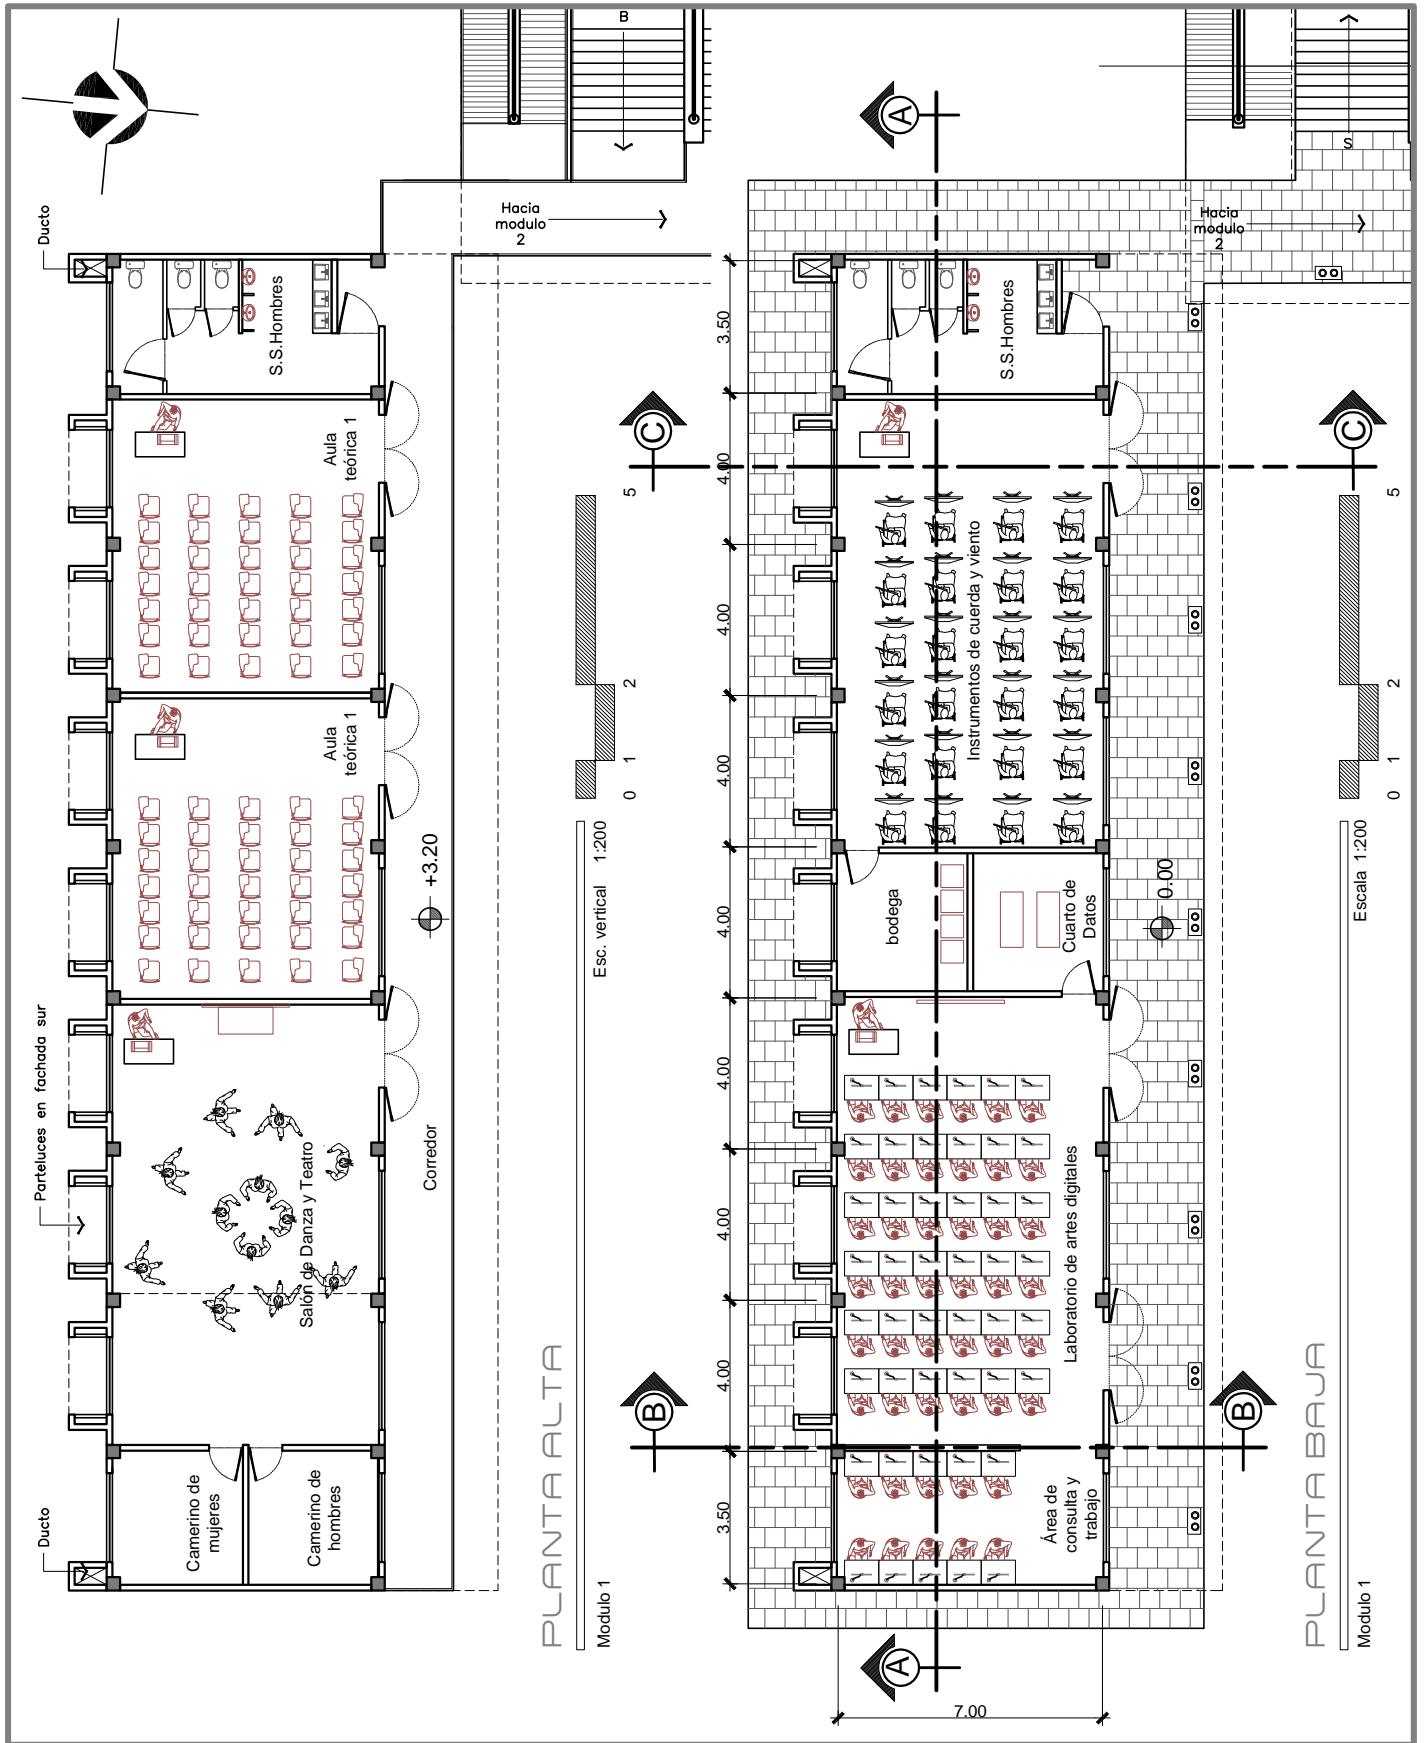 Ducto
Parteluces en fachada sur
Ducto
S.S.Hombres
Aula
teórica 1
Aula
teórica 1
Salón de Danza y Teatro
Camerino de
mujeres
Camerino de
hombres
Corredor
+3.20
Hacia
modulo
2
B
PLANTA ALTA
Modulo 1
Esc. vertical 1:200
0 1 2 5
3.50
4.00
4.00
4.00
4.00
4.00
4.00
4.00
3.50
7.00
A
A
B
B
C
C
S.S.Hombres
Instrumentos de cuerda y viento
bodega
Cuarto de
Datos
Laboratorio de artes digitales
Área de
consulta y
trabajo
0.00
Hacia
modulo
2
S
PLANTA BAJA
Modulo 1
Escala 1:200
0 1 2 5